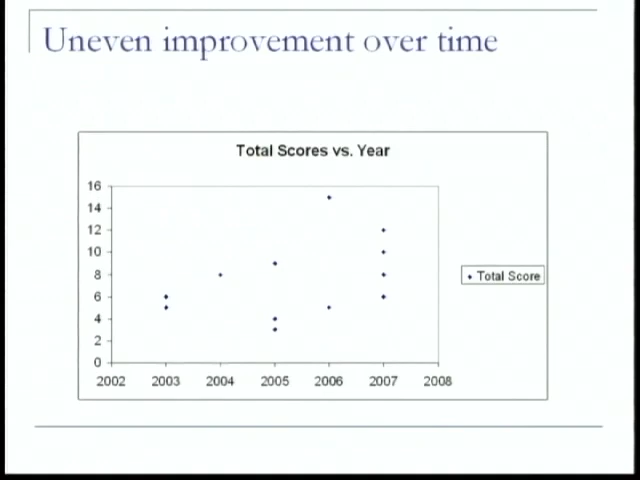 Uneven improvement over time
Total Scores vs. Year
16
14
12
10
8
6
4
2
0
2002 2003 2004 2005 2006 2007 2008
Total Score